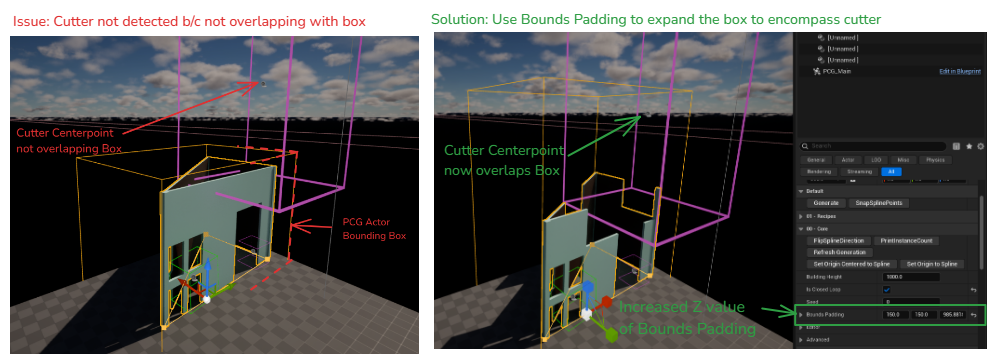 Issue: Cutter not detected b/c not overlapping with box
Cutter Centerpoint
not overlapping Box
PCG Actor
Bounding Box
Solution: Use Bounds Padding to expand the box to encompass cutter
Cutter Centerpoint
now overlaps Box
Increased Z value
of Bounds Padding
[Unnamed]
[Unnamed]
[Unnamed]
PCG_Main Edit in Blueprint
Search
General Actor LOD Misc Physics
Rendering Streaming All
Default
Generate SnapSplinePoints
01 - Recipes
00 - Core
FlipSplineDirection PrintInstanceCount
Refresh Generation
Set Origin Centered to Spline Set Origin to Spline
Building Height 1000.0
Is Closed Loop
Seed 0
Bounds Padding 150.0 150.0
Editor
Advanced